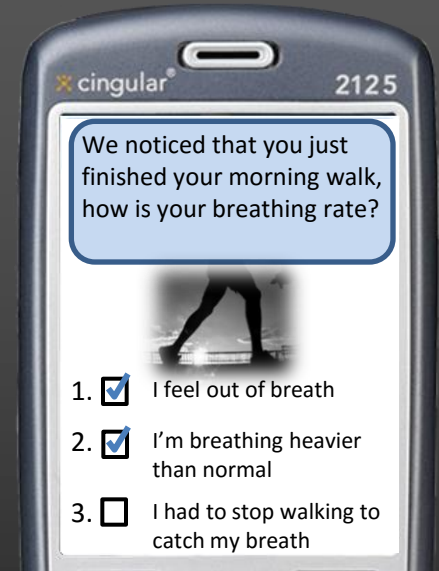 cingular®
2125
We noticed that you just
finished your morning walk,
how is your breathing rate?
1. I feel out of breath
2. I'm breathing heavier
than normal
3. I had to stop walking to
catch my breath